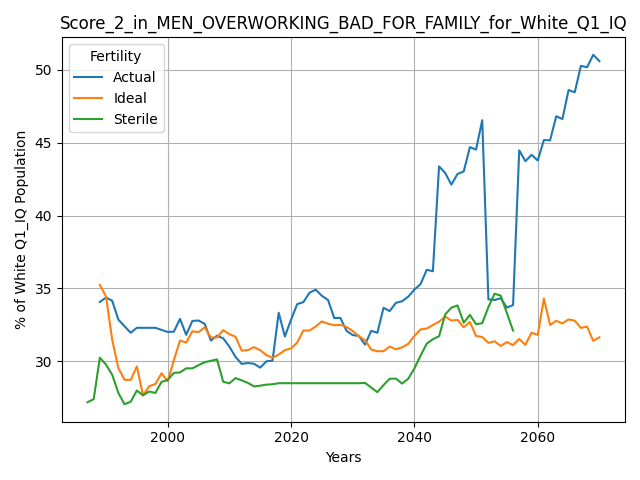 Score_2_in_MEN_OVERWORKING_BAD_FOR_FAMILY_for_White_Q1_IQ
Fertility
Actual
Ideal
Sterile
% of White Q1_IQ Population
50
45
40
35
30
2000
2020
2040
2060
Years